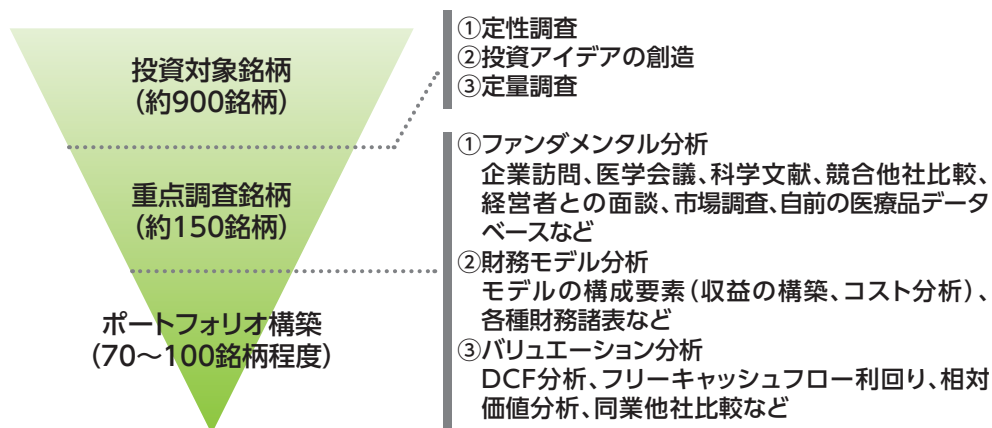 投資対象銘柄
(約900銘柄)
①定性調査
②投資アイデアの創造
③定量調査
重点調査銘柄
(約150銘柄)
ポートフォリオ構築
(70～100銘柄程度)
①ファンダメンタル分析
企業訪問、医学会議、科学文献、競合他社比較、
経営者との面談、市場調査、自前の医療品データ
ベースなど
②財務モデル分析
モデルの構成要素(収益の構築、コスト分析)、
各種財務諸表など
③バリュエーション分析
DCF分析、フリーキャッシュフロー利回り、相対
価値分析、同業他社比較など